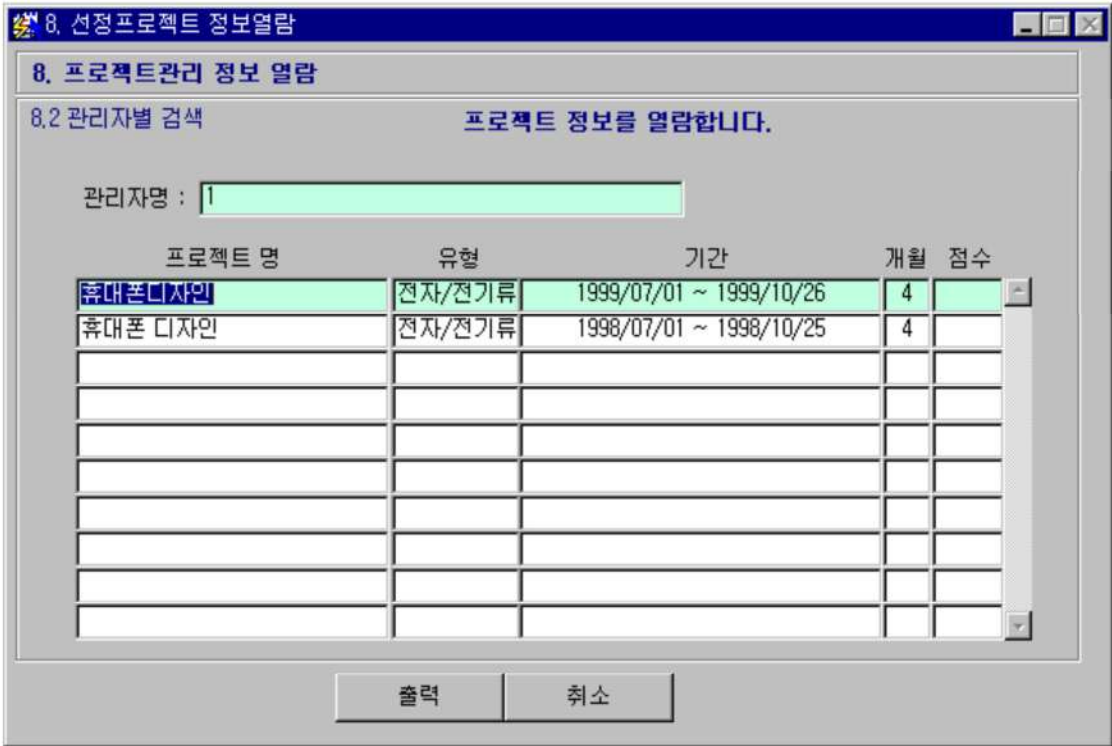 8. 선정프로젝트 정보열람
8. 프로젝트관리 정보 열람
8.2 관리자별 검색 프로젝트 정보를 열람합니다.
관리자명 : 1
프로젝트 명 유형 기간 개월 점수
휴대폰디자인 전자/전기류 1999/07/01 ~ 1999/10/26 4
휴대폰 디자인 전자/전기류 1998/07/01 ~ 1998/10/25 4
출력 취소